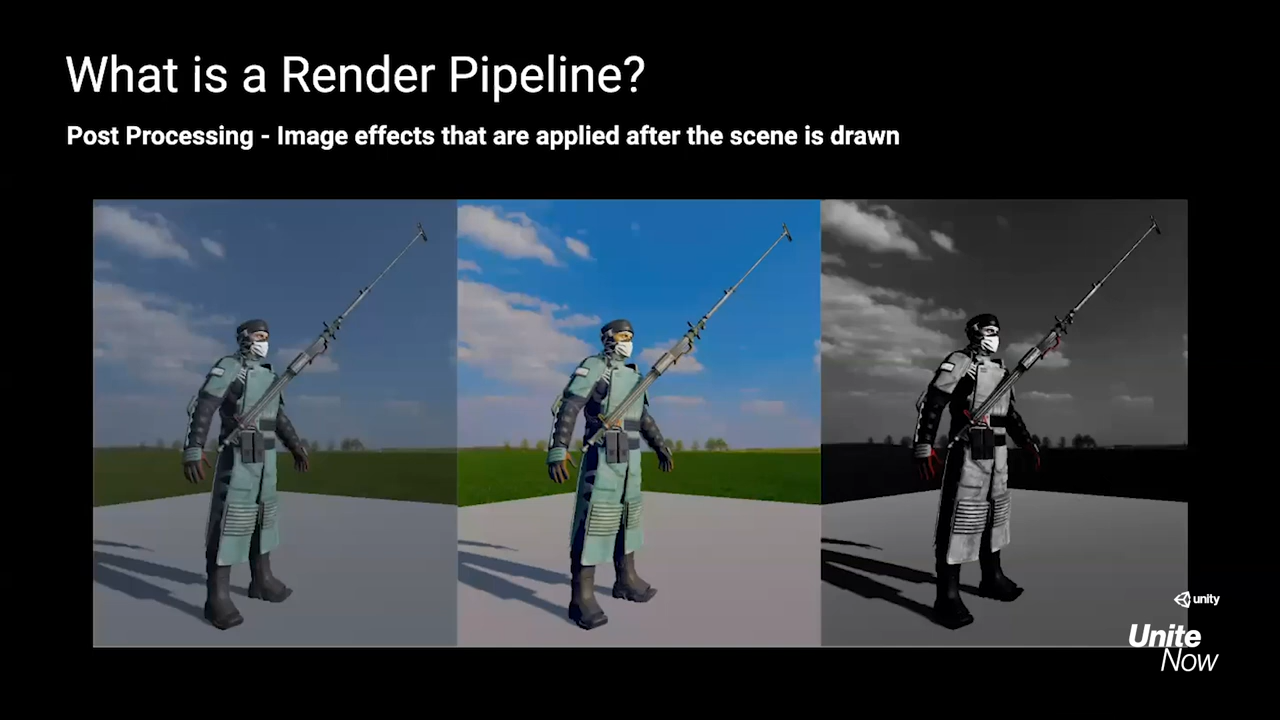 What is a Render Pipeline?
Post Processing - Image effects that are applied after the scene is drawn
unity
Unite
Now